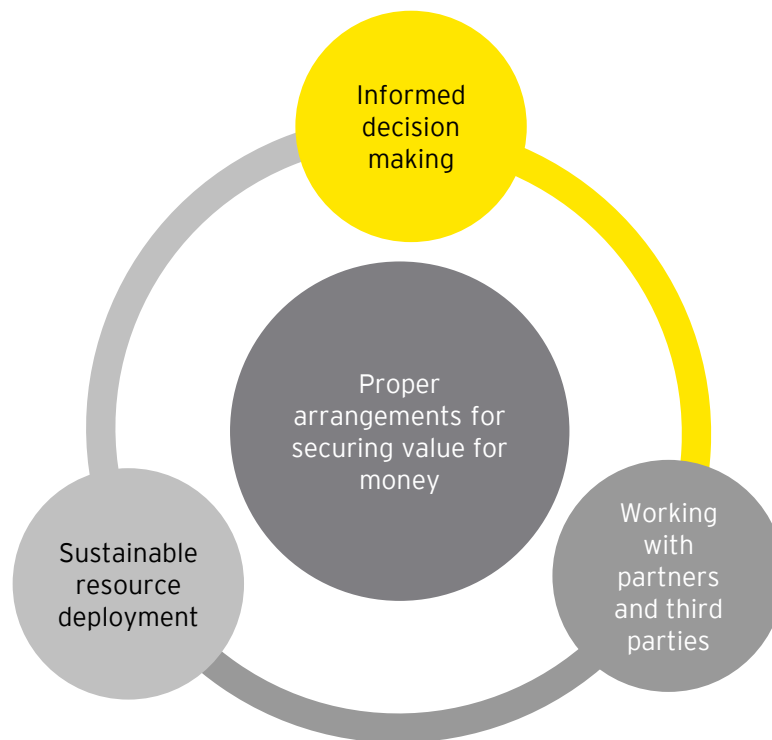 Informed
decision
making
Proper
arrangements for
securing value for
money
Sustainable
resource
deployment
Working
with
partners
and third
parties